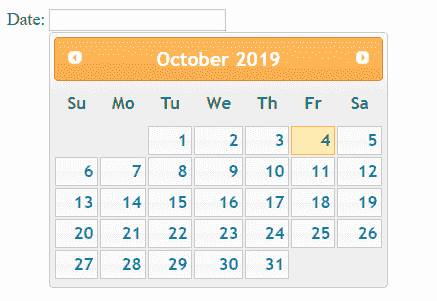 Date:
October 2019
Su Mo Tu We Th Fr Sa
1 2 3 4 5
6 7 8 9 10 11 12
13 14 15 16 17 18 19
20 21 22 23 24 25 26
27 28 29 30 31